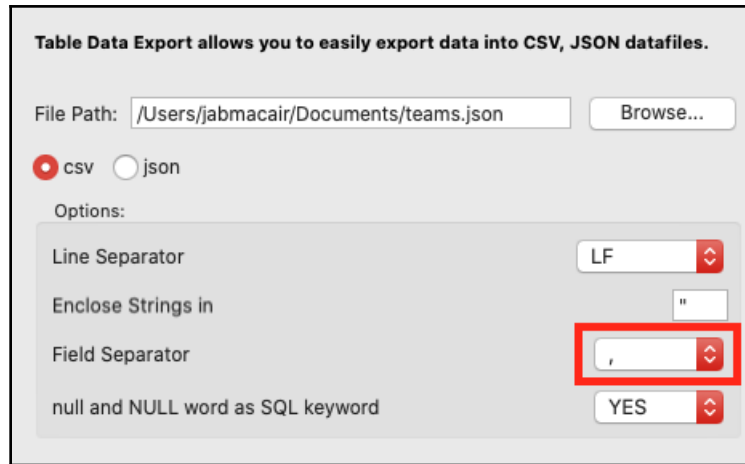 Table Data Export allows you to easily export data into CSV, JSON datafiles.
File Path: /Users/jabmacair/Documents/teams.json Browse...
csv json
Options:
Line Separator LF
Enclose Strings in "
Field Separator ,
null and NULL word as SQL keyword YES